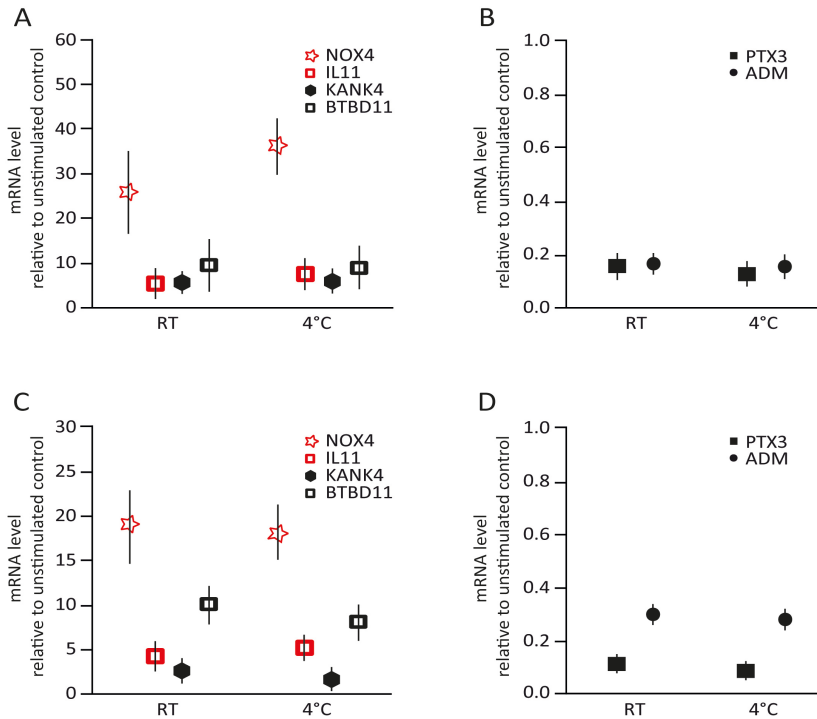 A
mRNA level
relative to unstimulated control
60
50
40
30
20
10
0
NOX4
IL11
KANK4
BTBD11
RT
4°C
B
mRNA level
relative to unstimulated control
1.0
0.8
0.6
0.4
0.2
0.0
PTX3
ADM
RT
4°C
C
mRNA level
relative to unstimulated control
30
25
20
15
10
5
0
NOX4
IL11
KANK4
BTBD11
RT
4°C
D
mRNA level
relative to unstimulated control
1.0
0.8
0.6
0.4
0.2
0.0
PTX3
ADM
RT
4°C